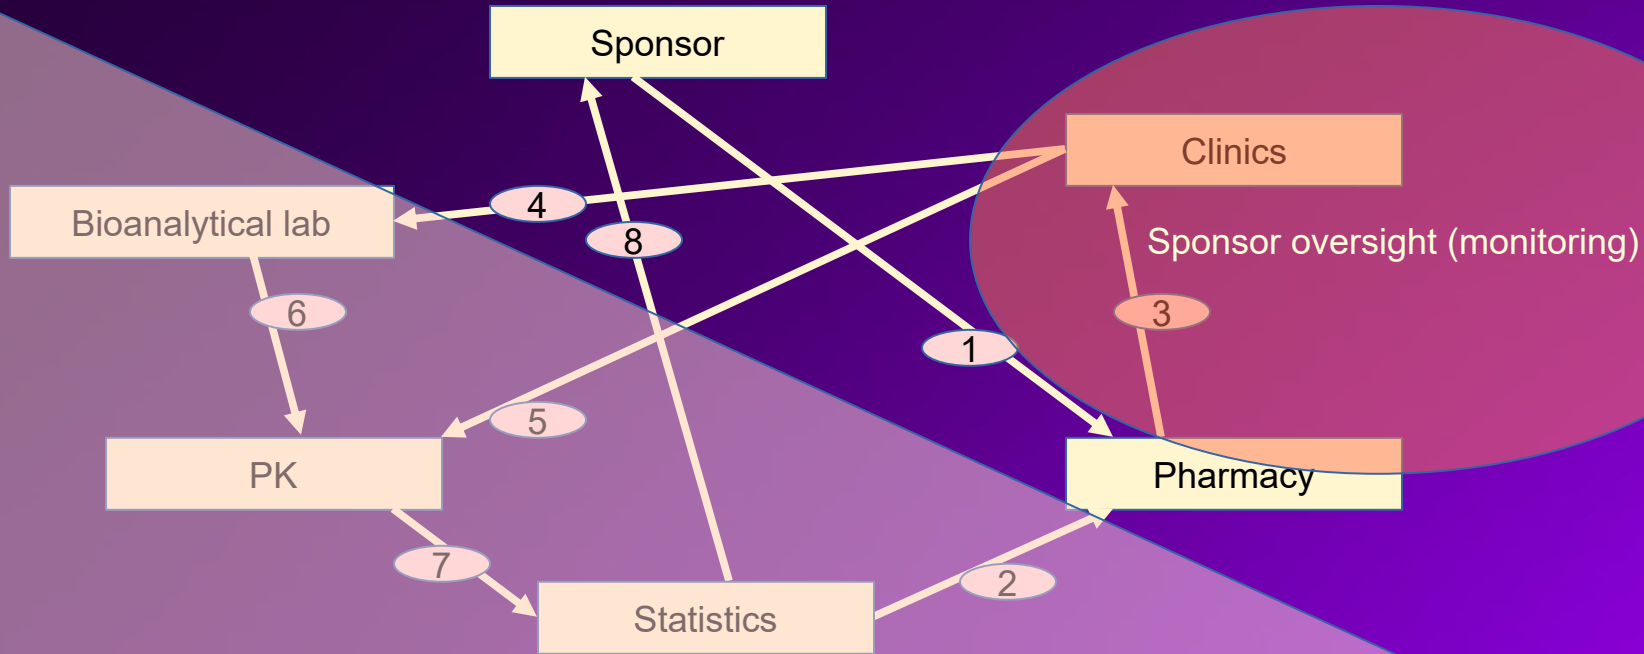 Sponsor
Clinics
Bioanalytical lab
4
8
Sponsor oversight (monitoring)
6
3
1
5
PK
Pharmacy
7
2
Statistics